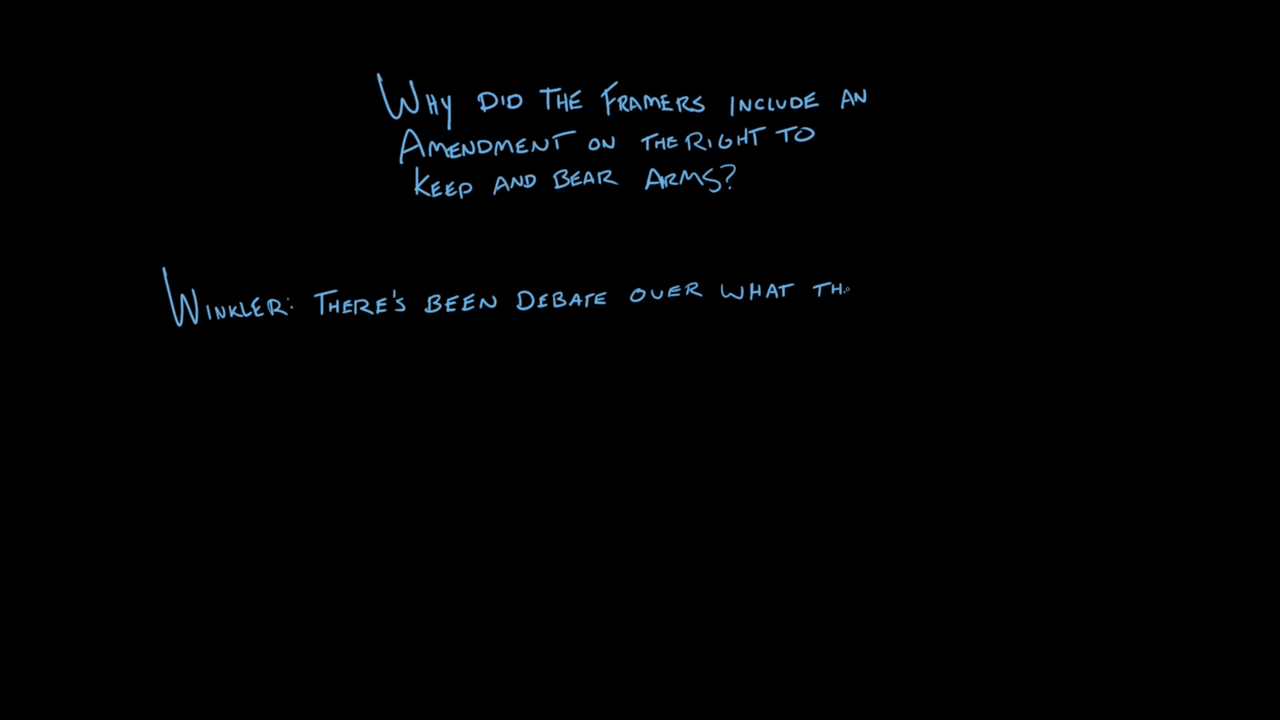 Why did the Framers include an
Amendment on the Right to
Keep and bear Arms?
Winkler: There's been debate over what th